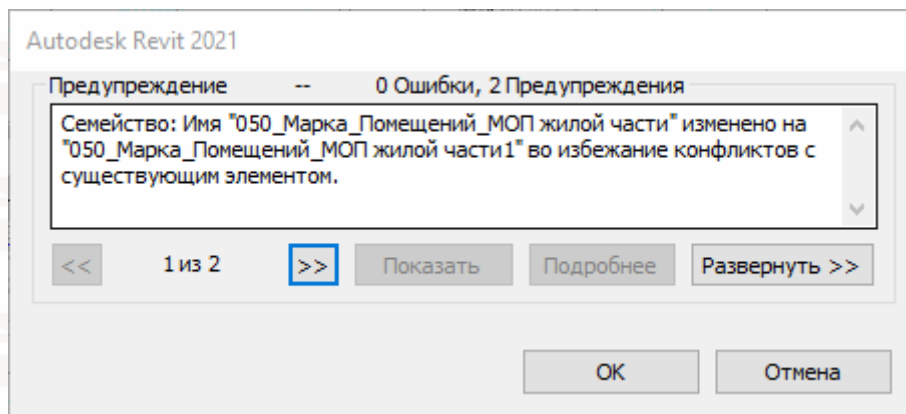 Autodesk Revit 2021
Предупреждение -- 0 Ошибки, 2 Предупреждения
Семейство: Имя "050_Марка_Помещений_МОП жилой части" изменено на
"050_Марка_Помещений_МОП жилой части1" во избежание конфликтов с
существующим элементом.
<< 1 из 2 >> Показать Подробнее Развернуть >>
OK Отмена